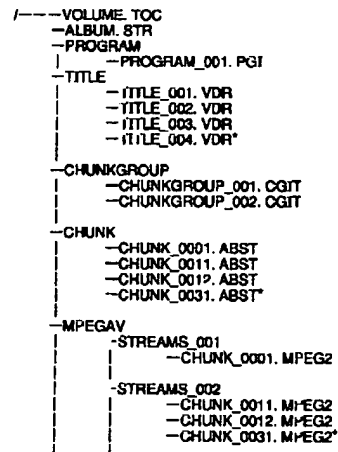 /----VOLUME. TOC
-ALBUM. STR
-PROGRAM
-PROGRAM_001. PGI
-TITLE
-TITLE_001. VDR
-TITLE_002. VDR
-TITLE_003. VDR
-TITLE_004. VDR*
-CHUNKGROUP
-CHUNKGROUP_001. CGIT
-CHUNKGROUP_002. CGIT
-CHUNK
-CHUNK_0001. ABST
-CHUNK_0011. ABST
-CHUNK_0012. ABST
-CHUNK_0031. ABST*
-MPEGAV
-STREAMS_001
-CHUNK_0001. MPEG2
-STREAMS_002
-CHUNK_0011. MPEG2
-CHUNK_0012. MPEG2
-CHUNK_0031. MPEG2*